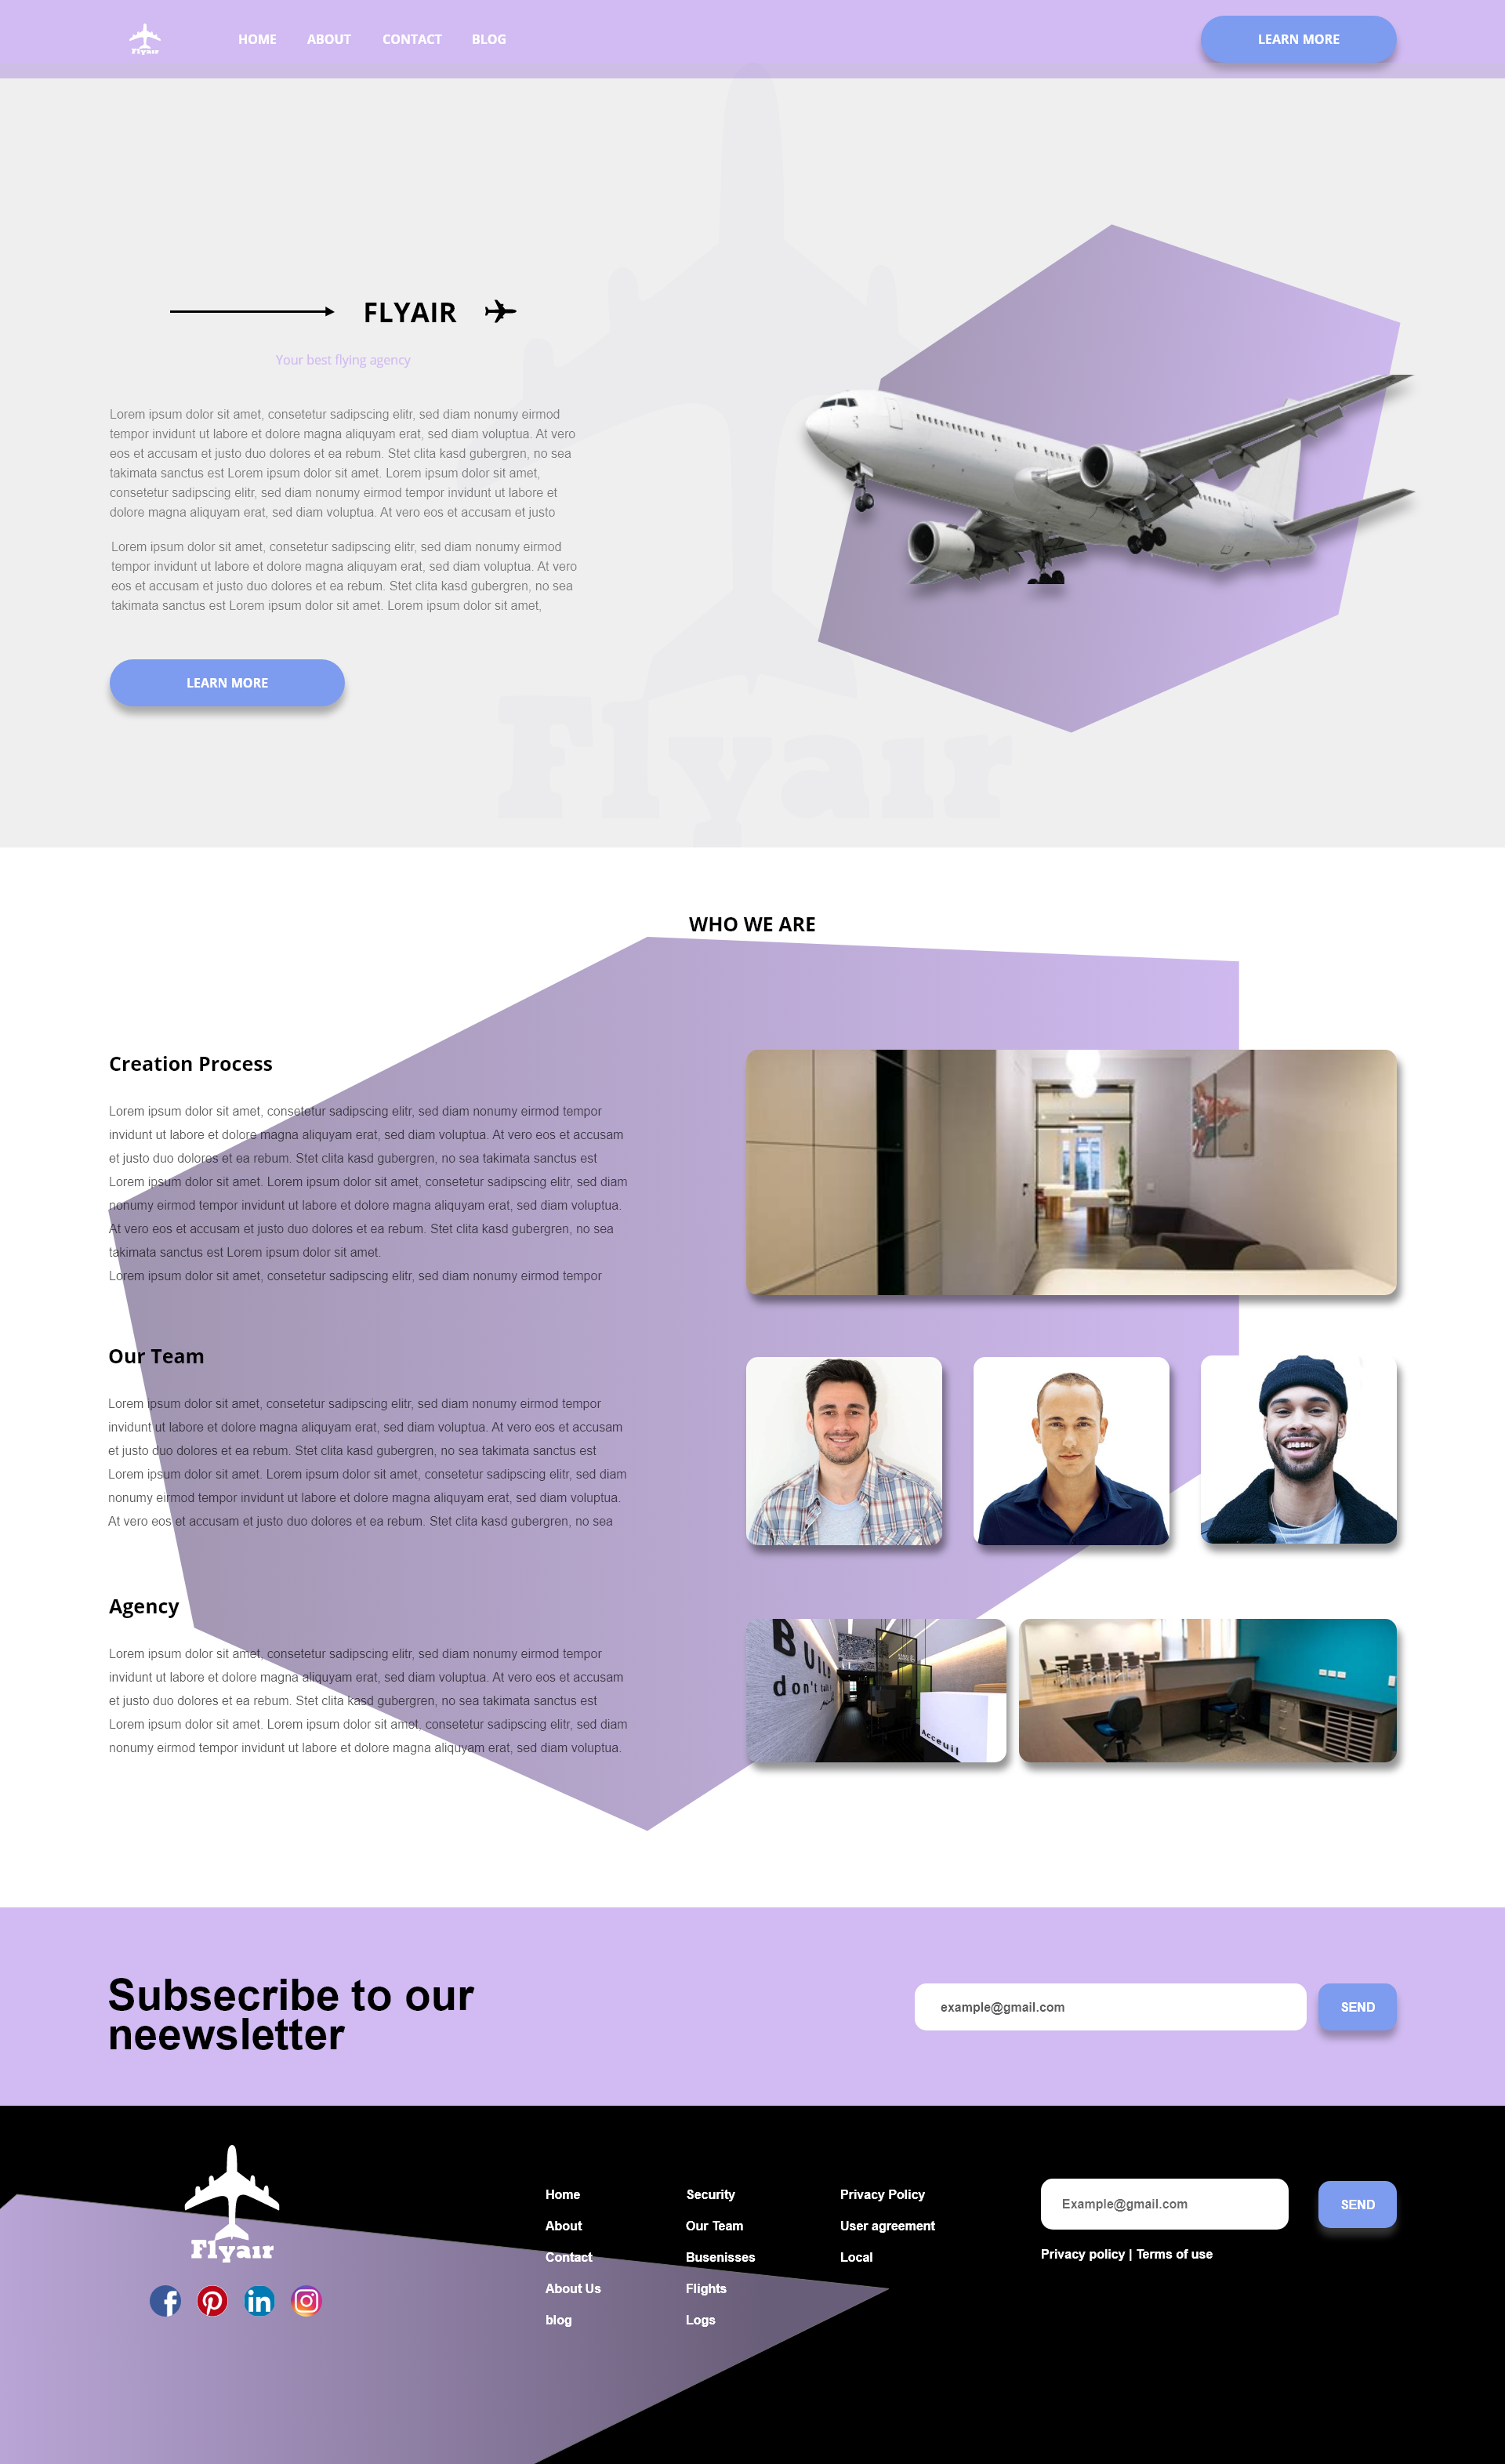 Flyair
HOME ABOUT CONTACT BLOG
LEARN MORE
FLYAIR
Your best flying agency
Lorem ipsum dolor sit amet, consetetur sadipscing elitr, sed diam nonumy eirmod
tempor invidunt ut labore et dolore magna aliquyam erat, sed diam voluptua. At vero
eos et accusam et justo duo dolores et ea rebum. Stet clita kasd gubergren, no sea
takimata sanctus est Lorem ipsum dolor sit amet. Lorem ipsum dolor sit amet,
consetetur sadipscing elitr, sed diam nonumy eirmod tempor invidunt ut labore et
dolore magna aliquyam erat, sed diam voluptua. At vero eos et accusam et justo
Lorem ipsum dolor sit amet, consetetur sadipscing elitr, sed diam nonumy eirmod
tempor invidunt ut labore et dolore magna aliquyam erat, sed diam voluptua. At vero
eos et accusam et justo duo dolores et ea rebum. Stet clita kasd gubergren, no sea
takimata sanctus est Lorem ipsum dolor sit amet. Lorem ipsum dolor sit amet,
LEARN MORE
Flyair
WHO WE ARE
Creation Process
Lorem ipsum dolor sit amet, consetetur sadipscing elitr, sed diam nonumy eirmod tempor
invidunt ut labore et dolore magna aliquyam erat, sed diam voluptua. At vero eos et accusam
et justo duo dolores et ea rebum. Stet clita kasd gubergren, no sea takimata sanctus est
Lorem ipsum dolor sit amet. Lorem ipsum dolor sit amet, consetetur sadipscing elitr, sed diam
nonumy eirmod tempor invidunt ut labore et dolore magna aliquyam erat, sed diam voluptua.
At vero eos et accusam et justo duo dolores et ea rebum. Stet clita kasd gubergren, no sea
takimata sanctus est Lorem ipsum dolor sit amet.
Lorem ipsum dolor sit amet, consetetur sadipscing elitr, sed diam nonumy eirmod tempor
Our Team
Lorem ipsum dolor sit amet, consetetur sadipscing elitr, sed diam nonumy eirmod tempor
invidunt ut labore et dolore magna aliquyam erat, sed diam voluptua. At vero eos et accusam
et justo duo dolores et ea rebum. Stet clita kasd gubergren, no sea takimata sanctus est
Lorem ipsum dolor sit amet. Lorem ipsum dolor sit amet, consetetur sadipscing elitr, sed diam
nonumy eirmod tempor invidunt ut labore et dolore magna aliquyam erat, sed diam voluptua.
At vero eos et accusam et justo duo dolores et ea rebum. Stet clita kasd gubergren, no sea
Agency
Lorem ipsum dolor sit amet, consetetur sadipscing elitr, sed diam nonumy eirmod tempor
invidunt ut labore et dolore magna aliquyam erat, sed diam voluptua. At vero eos et accusam
et justo duo dolores et ea rebum. Stet clita kasd gubergren, no sea takimata sanctus est
Lorem ipsum dolor sit amet. Lorem ipsum dolor sit amet, consetetur sadipscing elitr, sed diam
nonumy eirmod tempor invidunt ut labore et dolore magna aliquyam erat, sed diam voluptua.
don't
Acceuil
Subsecribe to our
neewsletter
example@gmail.com
SEND
Flyair
Home
About
Contact
About Us
blog
Security
Our Team
Busenisses
Flights
Logs
Privacy Policy
User agreement
Local
Example@gmail.com
SEND
Privacy policy | Terms of use